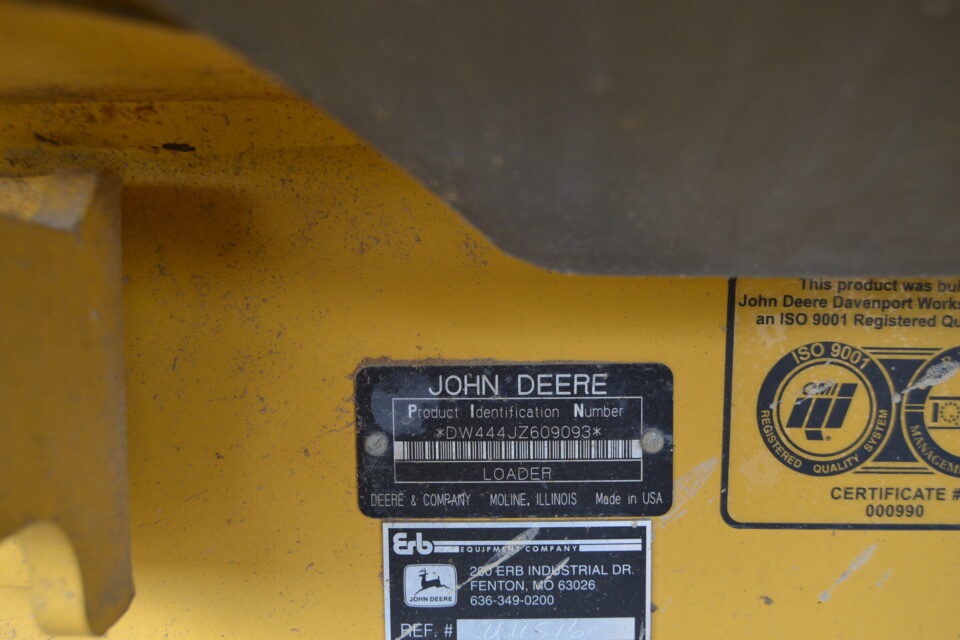 JOHN DEERE
Product Identification Number
*DW444JZ609093*
LOADER
DEERE & COMPANY MOLINE, ILLINOIS Made in USA
Erb
EQUIPMENT COMPANY
200 ERB INDUSTRIAL DR.
FENTON, MO 63026
636-349-0200
JOHN DEERE
REF. #
This product was bui
John Deere Davenport Works
an ISO 9001 Registered Qu
ISO 9001
REGISTERED QUALITY SYSTEM
IQ
MANAGEM
CERTIFICATE #
000990